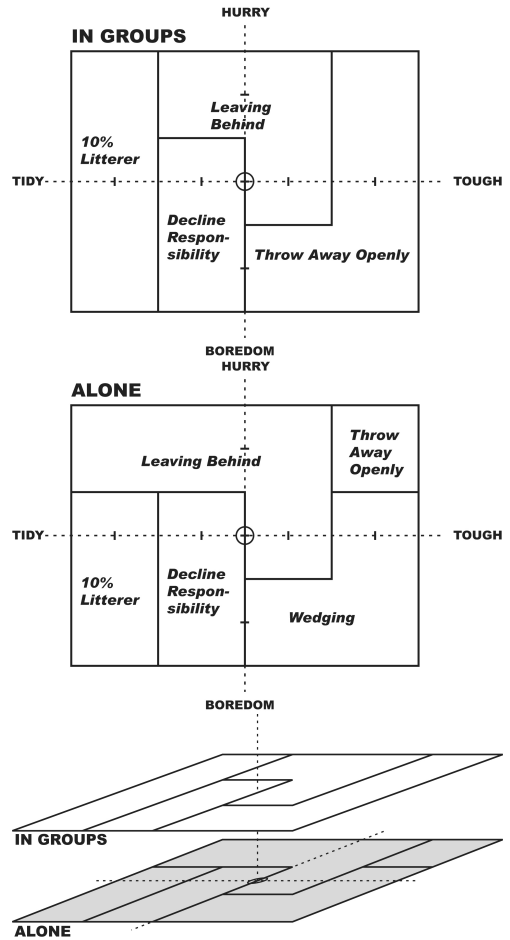 HURRY
IN GROUPS
Leaving
Behind
10%
Litterer
TIDY
TOUGH
Decline
Respon-
sibility
Throw Away Openly
BOREDOM
HURRY
ALONE
Throw
Away
Openly
Leaving Behind
TIDY
TOUGH
10%
Litterer
Decline
Respon-
sibility
Wedging
BOREDOM
IN GROUPS
ALONE